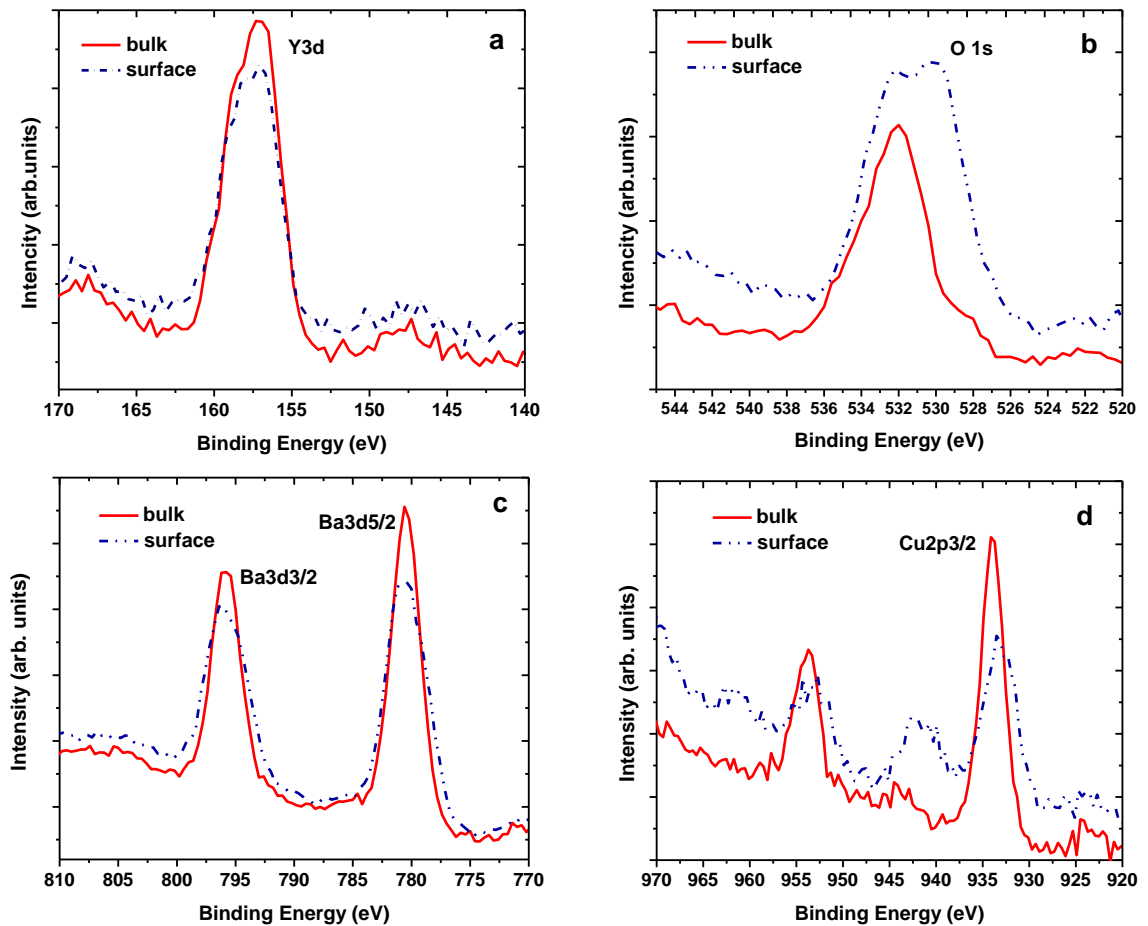 a
Y3d
bulk
surface
Intencity (arb.units)
170 165 160 155 150 145 140
Binding Energy (eV)
b
O 1s
bulk
surface
Intencity (arb.units)
544 542 540 538 536 534 532 530 528 526 524 522 520
Binding Energy (eV)
c
bulk
surface
Ba3d5/2
Ba3d3/2
Intensity (arb. units)
810 805 800 795 790 785 780 775 770
Binding Energy (eV)
d
bulk
surface
Cu2p3/2
Intensity (arb. units)
970 965 960 955 950 945 940 935 930 925 920
Binding Energy (eV)